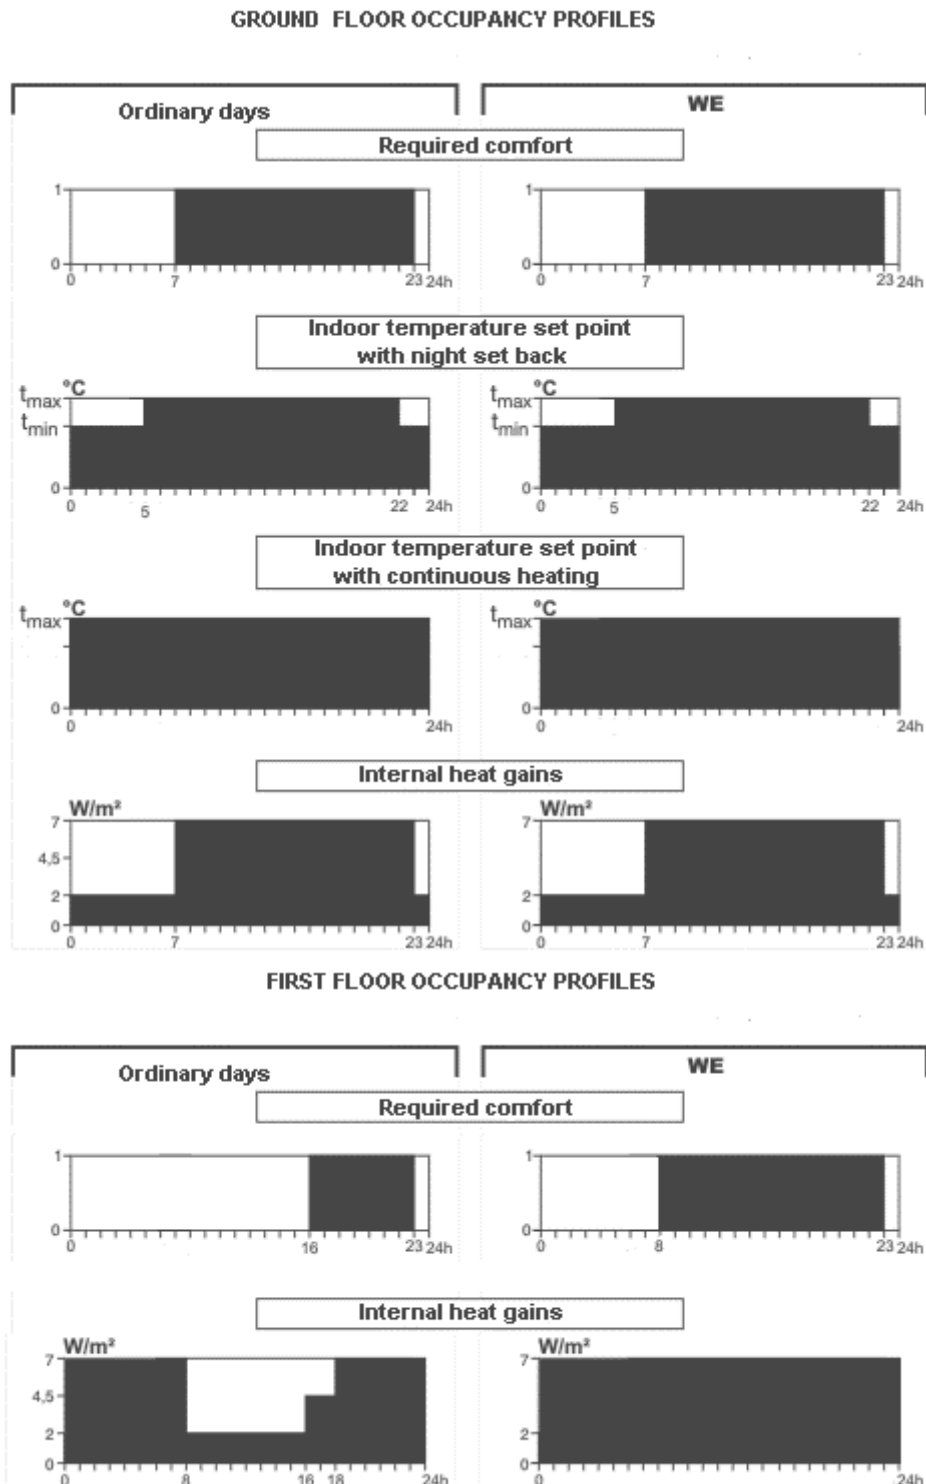 GROUND FLOOR OCCUPANCY PROFILES
Ordinary days
WE
Required comfort
1
0
0 7 23 24h
1
0
0 7 23 24h
Indoor temperature set point
with night set back
°C
tmax
tmin
0
0 5 22 24h
°C
tmax
tmin
0
0 5 22 24h
Indoor temperature set point
with continuous heating
°C
tmax
0
0 24h
°C
tmax
0
0 24h
Internal heat gains
W/m²
7
4,5
2
0
0 7 23 24h
W/m²
7
2
0
0 7 23 24h
FIRST FLOOR OCCUPANCY PROFILES
Ordinary days
WE
Required comfort
1
0
0 16 23 24h
1
0
0 8 23 24h
Internal heat gains
W/m²
7
4,5
2
0
0 8 16 18 24h
W/m²
7
2
0
0 24h